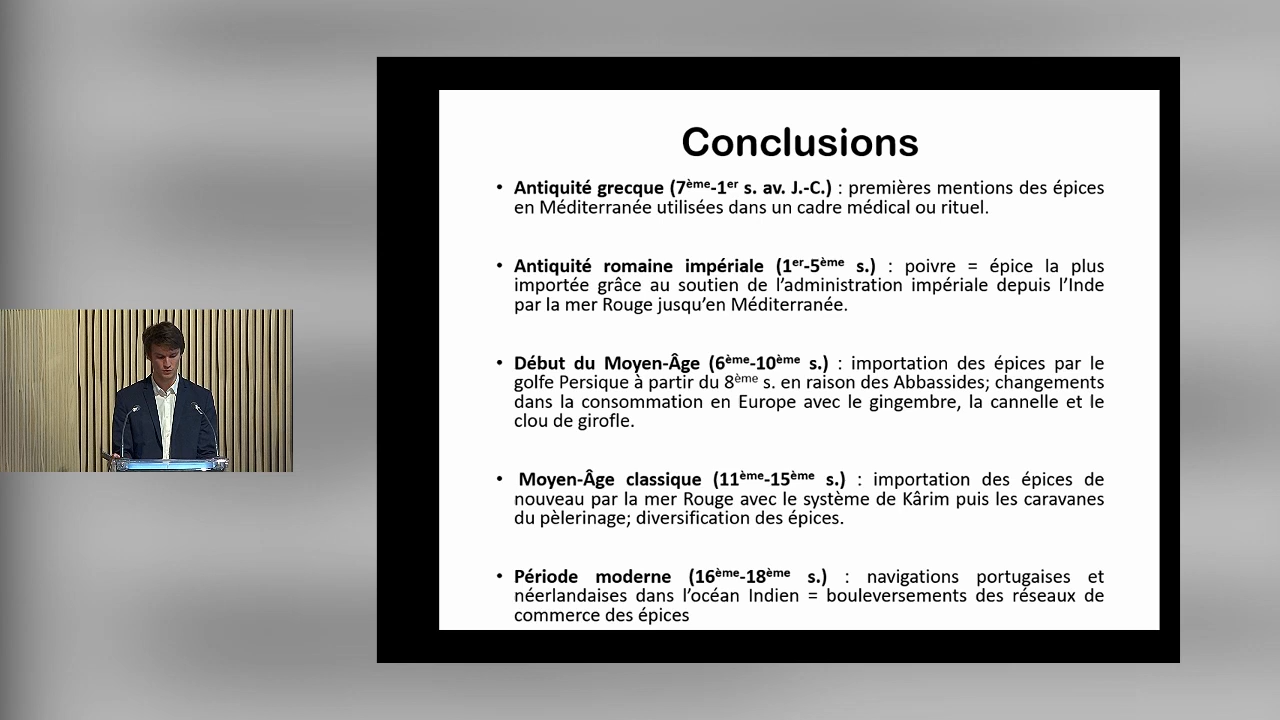 Conclusions
• Antiquité grecque (7ème-1er s. av. J.-C.) : premières mentions des épices
en Méditerranée utilisées dans un cadre médical ou rituel.
• Antiquité romaine impériale (1er-5ème s.) : poivre = épice la plus
importée grâce au soutien de l'administration impériale depuis l'Inde
par la mer Rouge jusqu'en Méditerranée.
• Début du Moyen-Âge (6ème-10ème s.) : importation des épices par le
golfe Persique à partir du 8ème s. en raison des Abbassides; changements
dans la consommation en Europe avec le gingembre, la cannelle et le
clou de girofle.
• Moyen-Âge classique (11ème-15ème s.) : importation des épices de
nouveau par la mer Rouge avec le système de Kârim puis les caravanes
du pèlerinage; diversification des épices.
• Période moderne (16ème-18ème s.) : navigations portugaises et
néerlandaises dans l'océan Indien = bouleversements des réseaux de
commerce des épices